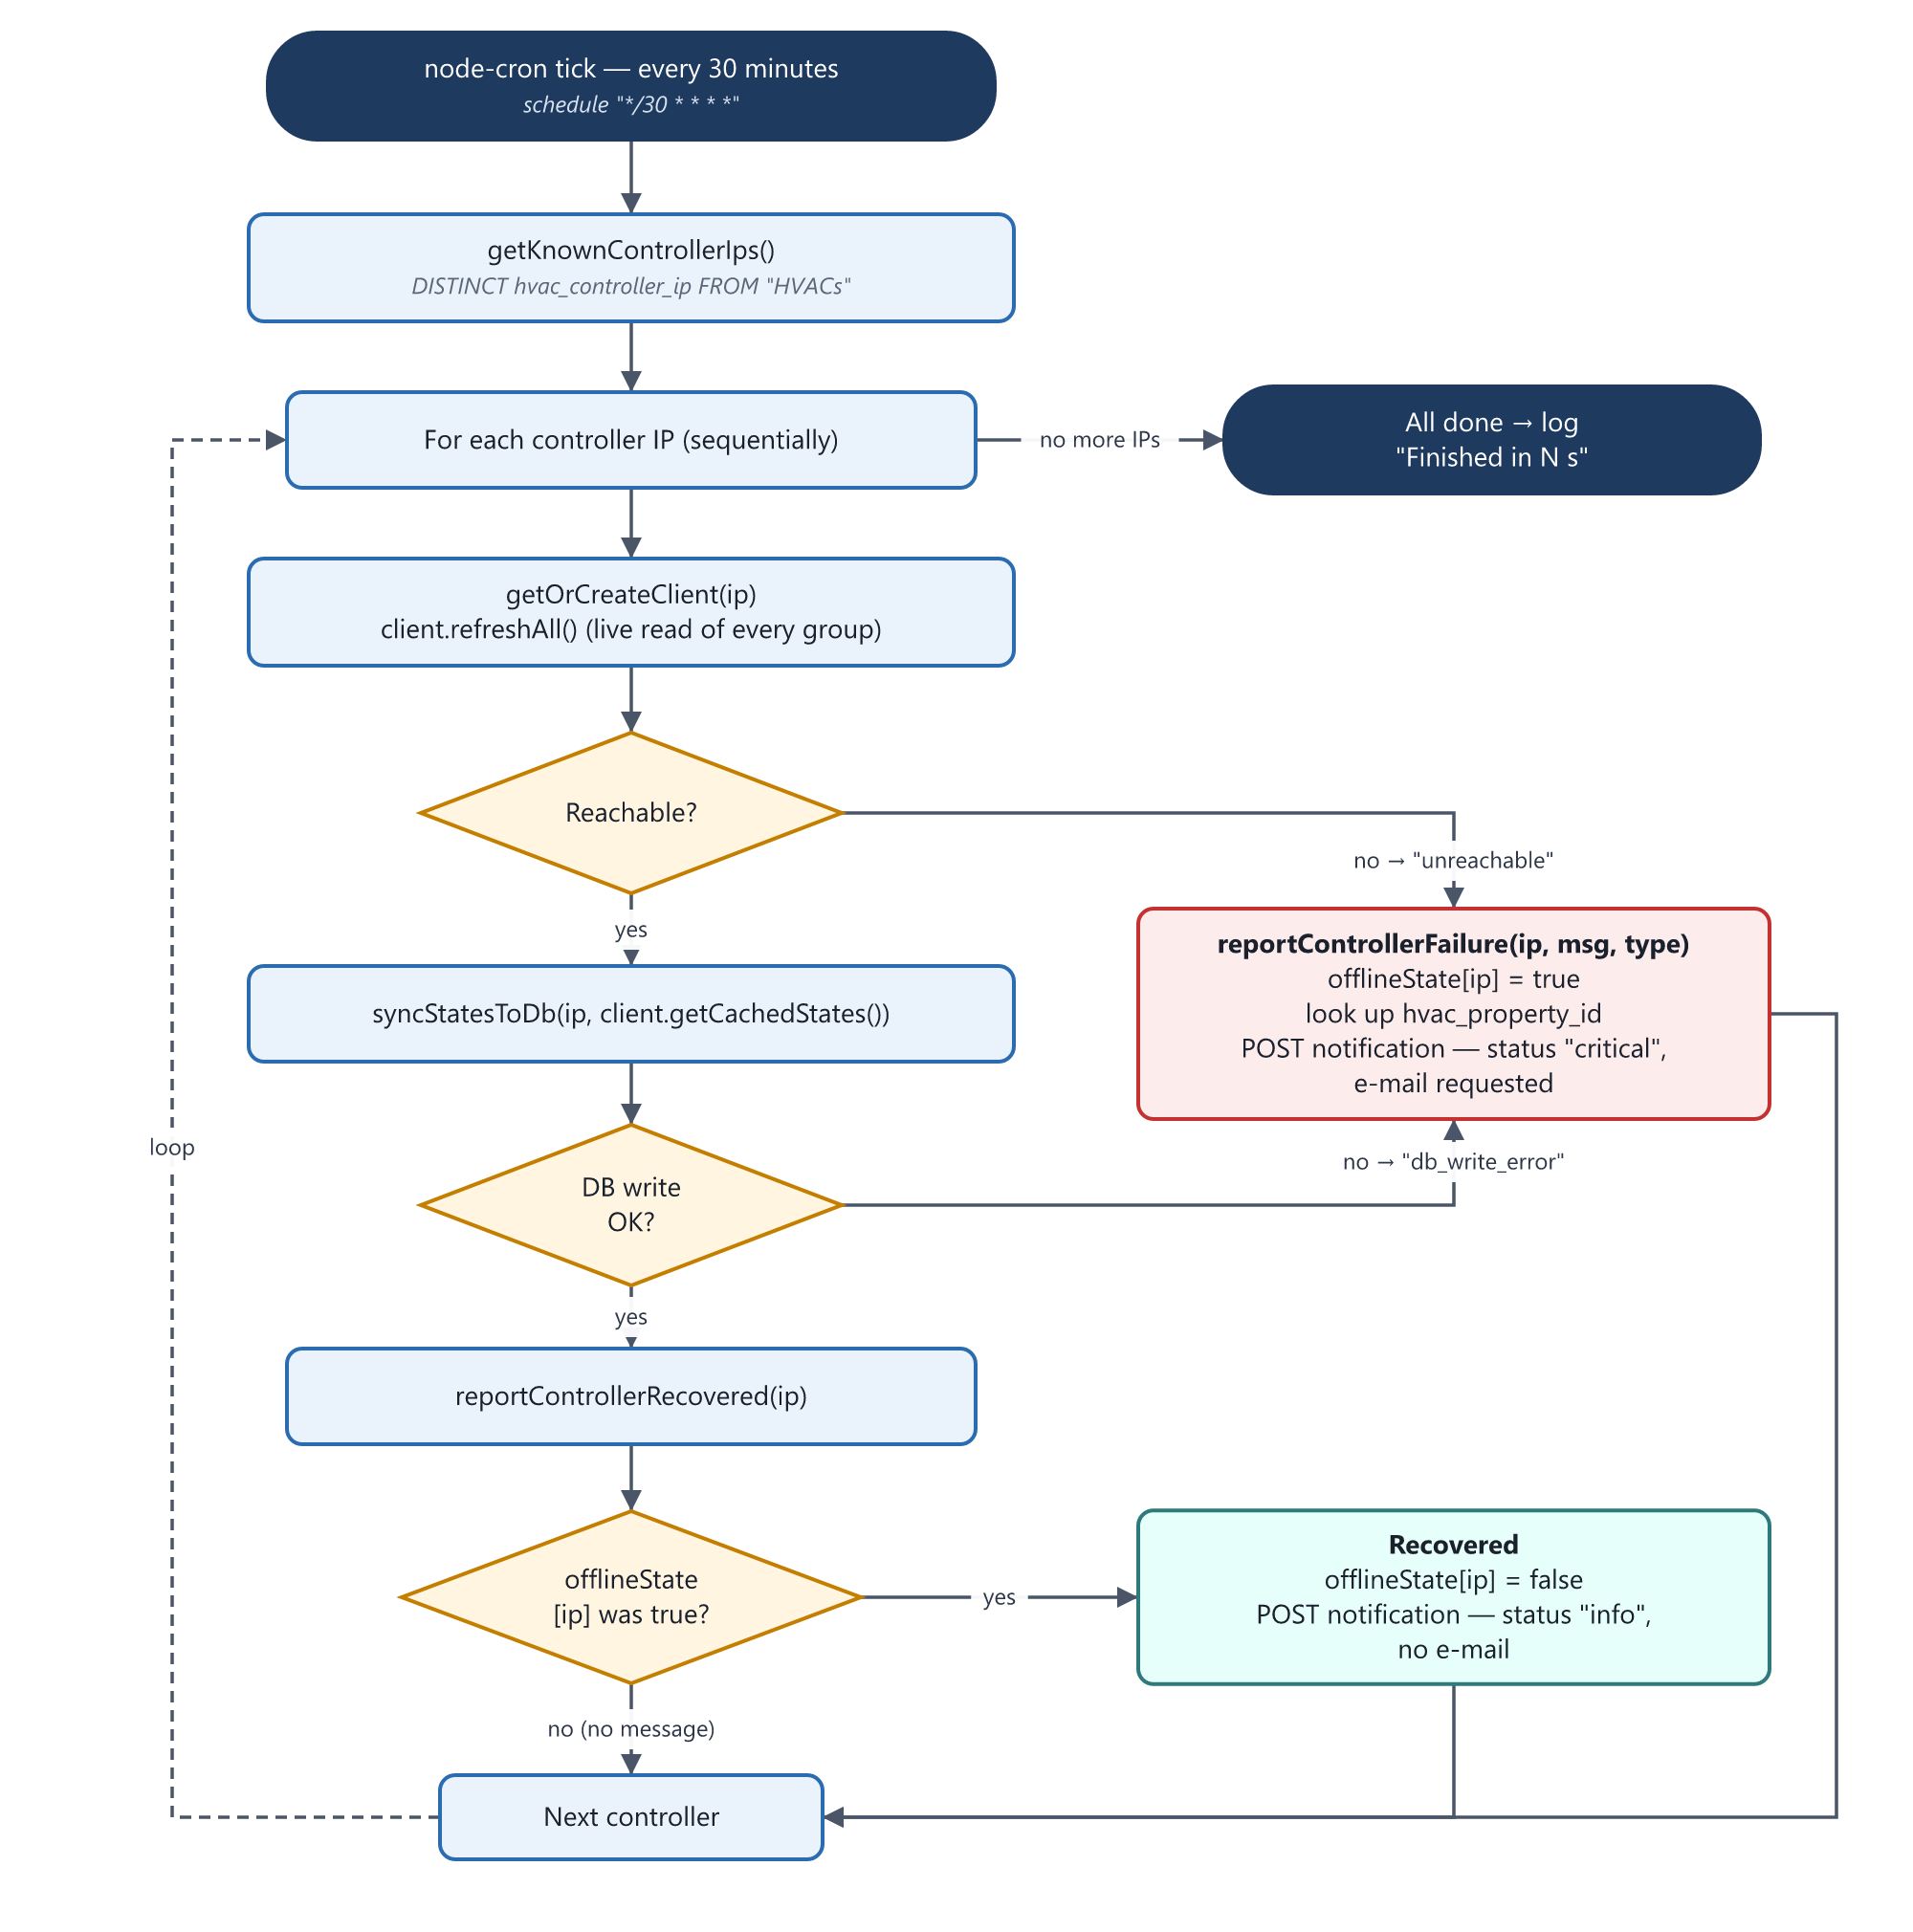 node-cron tick — every 30 minutes
schedule "*/30 * * * *"
getKnownControllerIps()
DISTINCT hvac_controller_ip FROM "HVACs"
For each controller IP (sequentially)
no more IPs
All done → log
"Finished in N s"
getOrCreateClient(ip)
client.refreshAll() (live read of every group)
Reachable?
no → "unreachable"
yes
reportControllerFailure(ip, msg, type)
offlineState[ip] = true
look up hvac_property_id
POST notification — status "critical",
e-mail requested
syncStatesToDb(ip, client.getCachedStates())
loop
no → "db_write_error"
DB write
OK?
yes
reportControllerRecovered(ip)
offlineState
[ip] was true?
yes
Recovered
offlineState[ip] = false
POST notification — status "info",
no e-mail
no (no message)
Next controller